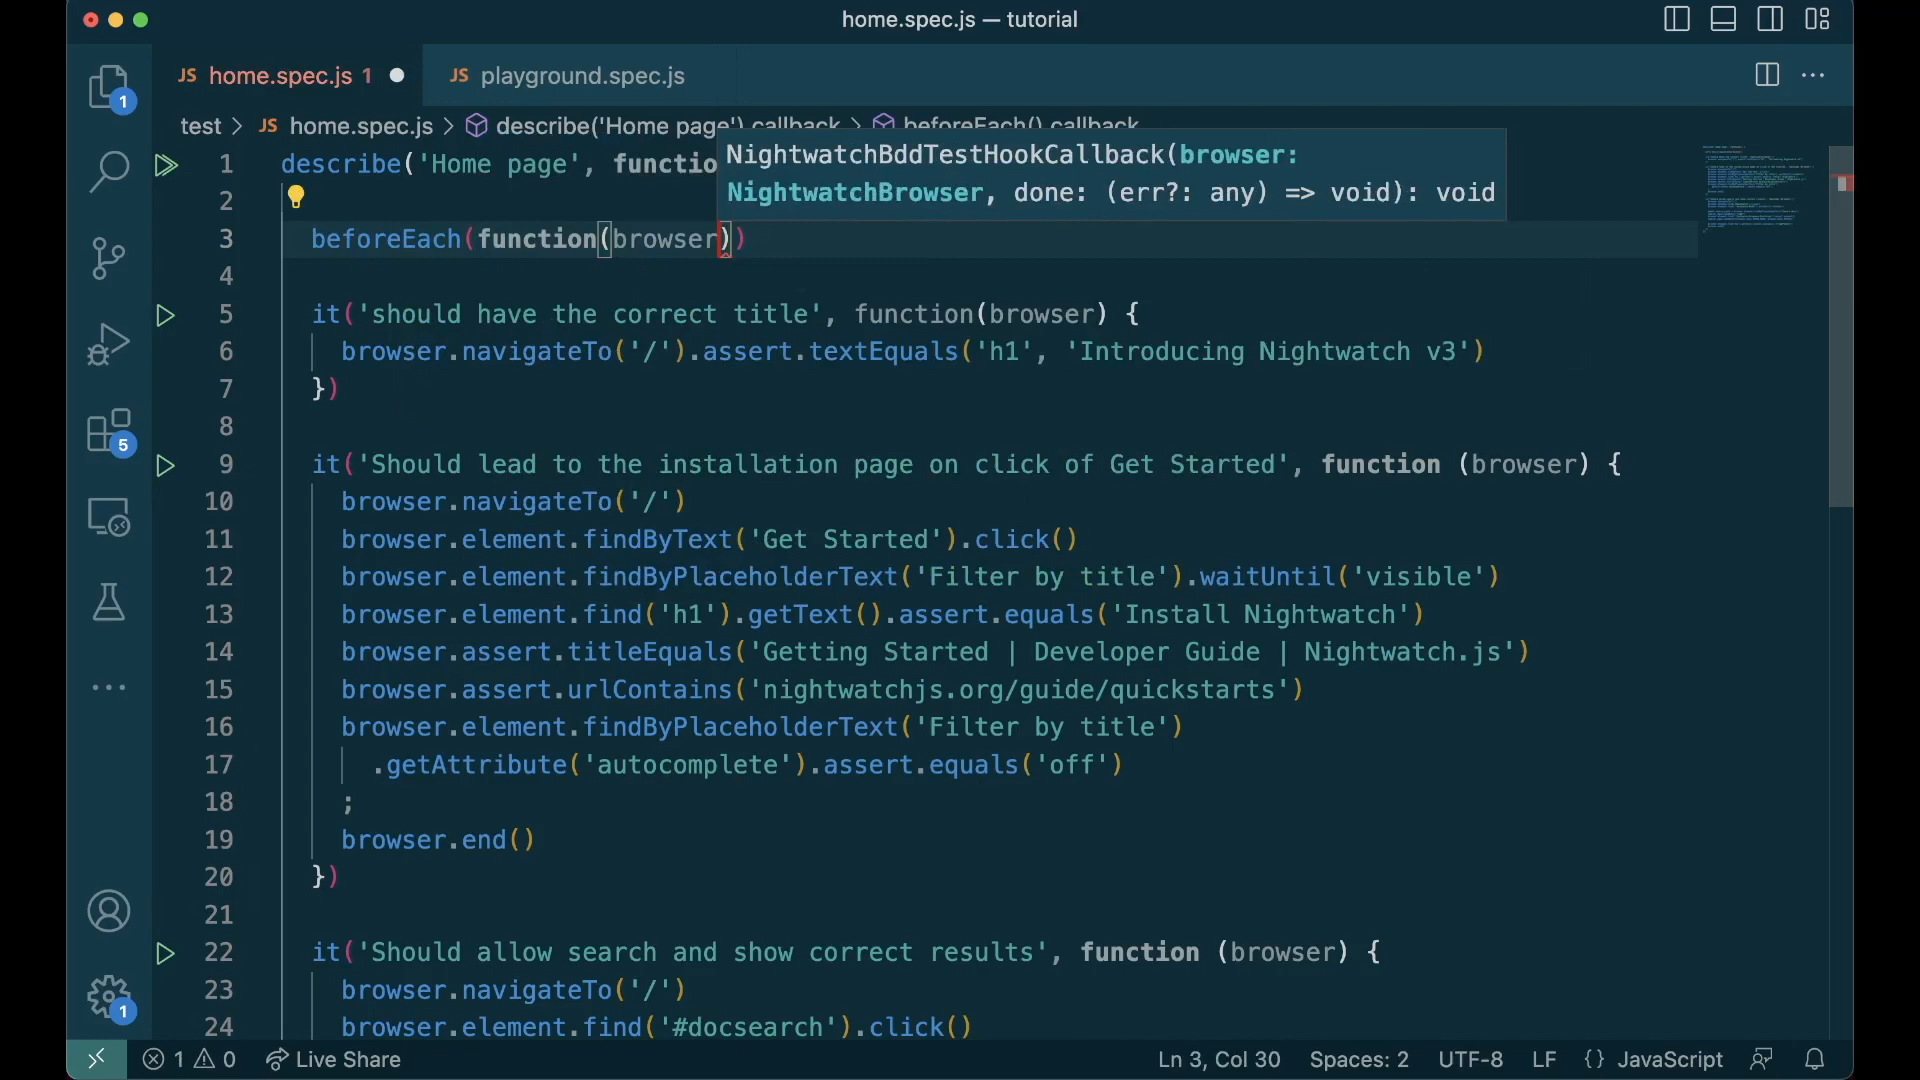 home.spec.js — tutorial
JS home.spec.js 1
JS playground.spec.js
test > JS home.spec.js > describe('Home page') callback > beforeEach() callback
NightwatchBddTestHookCallback(browser:
NightwatchBrowser, done: (err?: any) => void): void
1 describe('Home page', functio
2
3 beforeEach(function(browser))
4
5 it('should have the correct title', function(browser) {
6 browser.navigateTo('/').assert.textEquals('h1', 'Introducing Nightwatch v3')
7 })
8
9 it('Should lead to the installation page on click of Get Started', function (browser) {
10 browser.navigateTo('/')
11 browser.element.findByText('Get Started').click()
12 browser.element.findByPlaceholderText('Filter by title').waitUntil('visible')
13 browser.element.find('h1').getText().assert.equals('Install Nightwatch')
14 browser.assert.titleEquals('Getting Started | Developer Guide | Nightwatch.js')
15 browser.assert.urlContains('nightwatchjs.org/guide/quickstarts')
16 browser.element.findByPlaceholderText('Filter by title')
17 .getAttribute('autocomplete').assert.equals('off')
18 ;
19 browser.end()
20 })
21
22 it('Should allow search and show correct results', function (browser) {
23 browser.navigateTo('/')
24 browser.element.find('#docsearch').click()
1
5
1
1 0 Live Share
Ln 3, Col 30 Spaces: 2 UTF-8 LF {} JavaScript